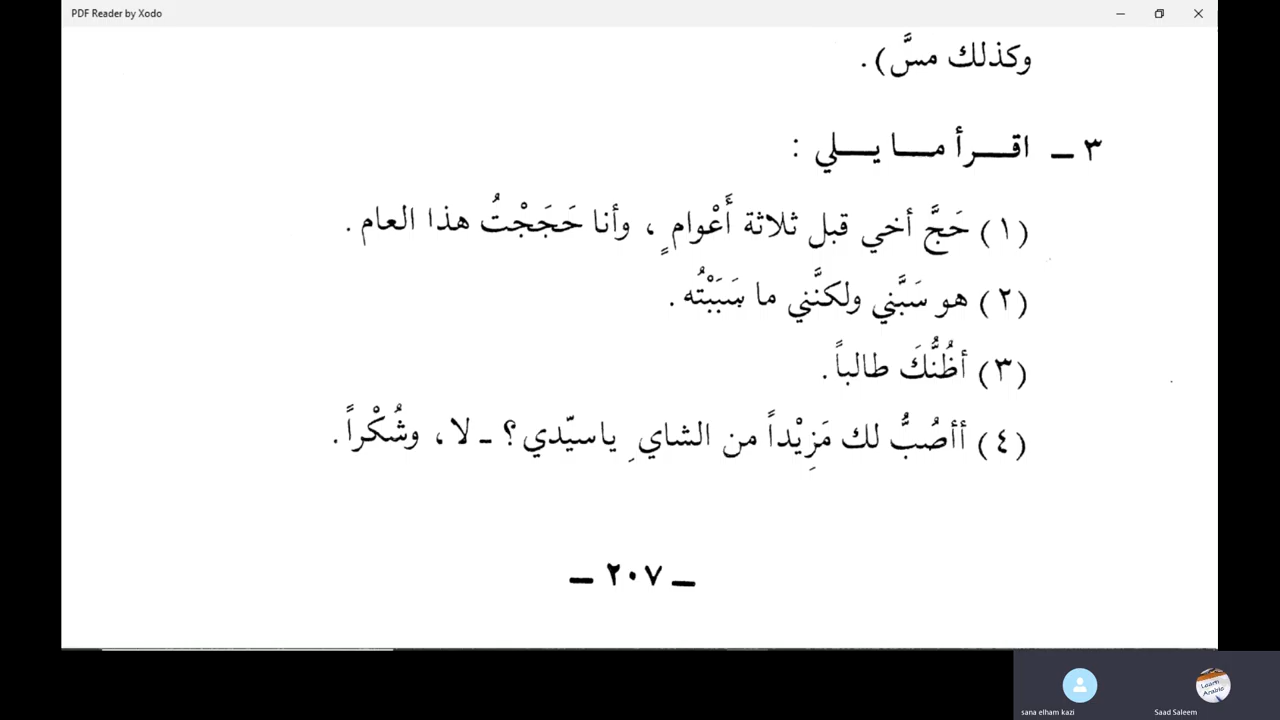 PDF Reader by Xodo
وكذلك مسَّ) .
٣ ـ اقـــرأ مـــا يـــلي :
(١) حَجَّ أخي قبل ثلاثة أَعْوامٍ ، وأنا حَجَجْتُ هذا العام .
(٢) هو سَبَّني ولكنَّني ما سَبَبْتُه .
(٣) أظُنُّكَ طالباً .
(٤) أأصُبُّ لك مَزِيْداً من الشايِ ياسيّدي؟ ـ لا، وشُكْراً .
ـ ٢٠٧ ـ
Learn Arabic
sana elham kazi
Saad Saleem